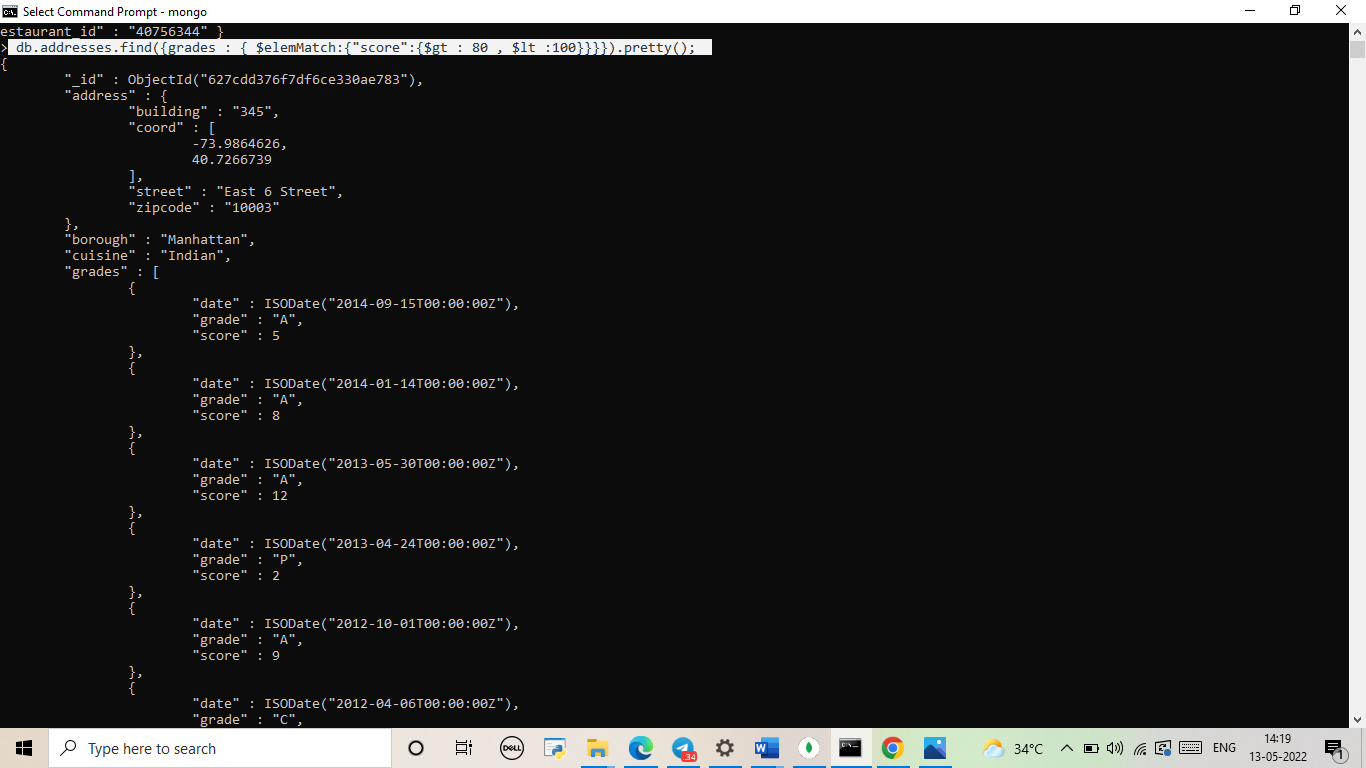 Select Command Prompt - mongo
estaurant_id" : "40756344" }
> db.addresses.find({grades : { $elemMatch:{"score":{$gt : 80 , $lt :100}}}}).pretty();
{
"_id" : ObjectId("627cdd376f7df6ce330ae783"),
"address" : {
"building" : "345",
"coord" : [
-73.9864626,
40.7266739
],
"street" : "East 6 Street",
"zipcode" : "10003"
},
"borough" : "Manhattan",
"cuisine" : "Indian",
"grades" : [
{
"date" : ISODate("2014-09-15T00:00:00Z"),
"grade" : "A",
"score" : 5
},
{
"date" : ISODate("2014-01-14T00:00:00Z"),
"grade" : "A",
"score" : 8
},
{
"date" : ISODate("2013-05-30T00:00:00Z"),
"grade" : "A",
"score" : 12
},
{
"date" : ISODate("2013-04-24T00:00:00Z"),
"grade" : "P",
"score" : 2
},
{
"date" : ISODate("2012-10-01T00:00:00Z"),
"grade" : "A",
"score" : 9
},
{
"date" : ISODate("2012-04-06T00:00:00Z"),
"grade" : "C",
Type here to search
DELL
34
34°C
ENG
14:19
13-05-2022
1